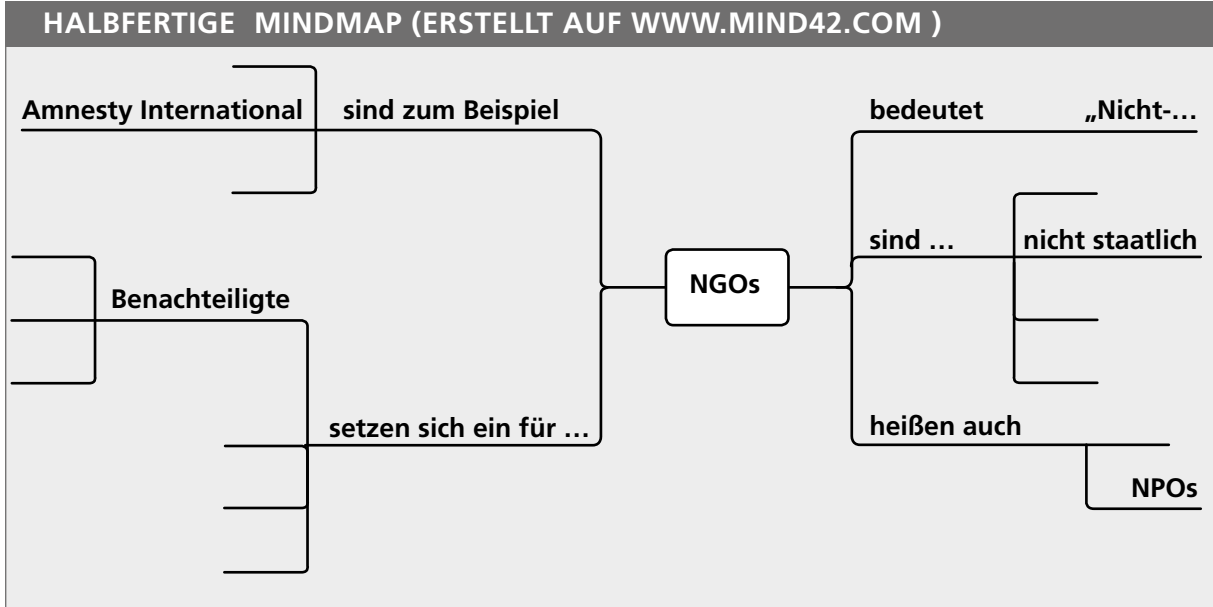 HALBFERTIGE MINDMAP (ERSTELLT AUF WWW.MIND42.COM )
Amnesty International
sind zum Beispiel
bedeutet
„Nicht-…
sind …
nicht staatlich
NGOs
Benachteiligte
setzen sich ein für …
heißen auch
NPOs